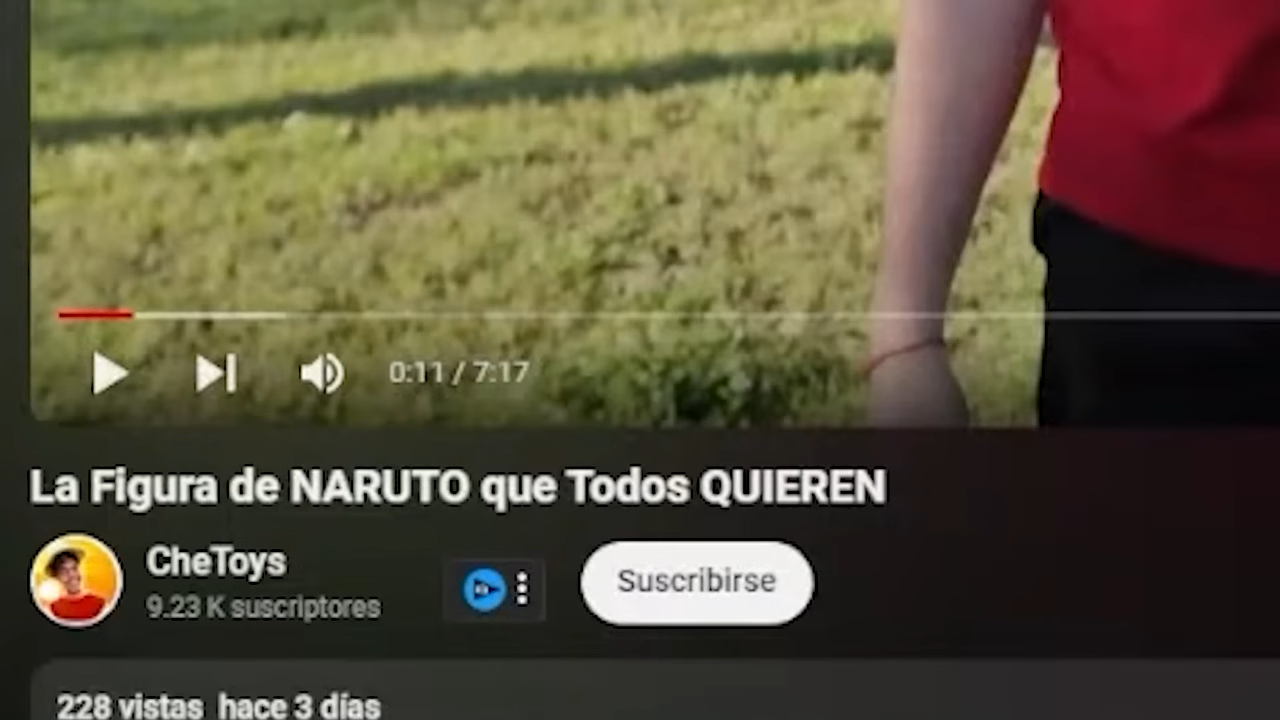 0:11 / 7:17
La Figura de NARUTO que Todos QUIEREN
CheToys
9.23 K suscriptores
Suscribirse
228 vistas hace 3 días